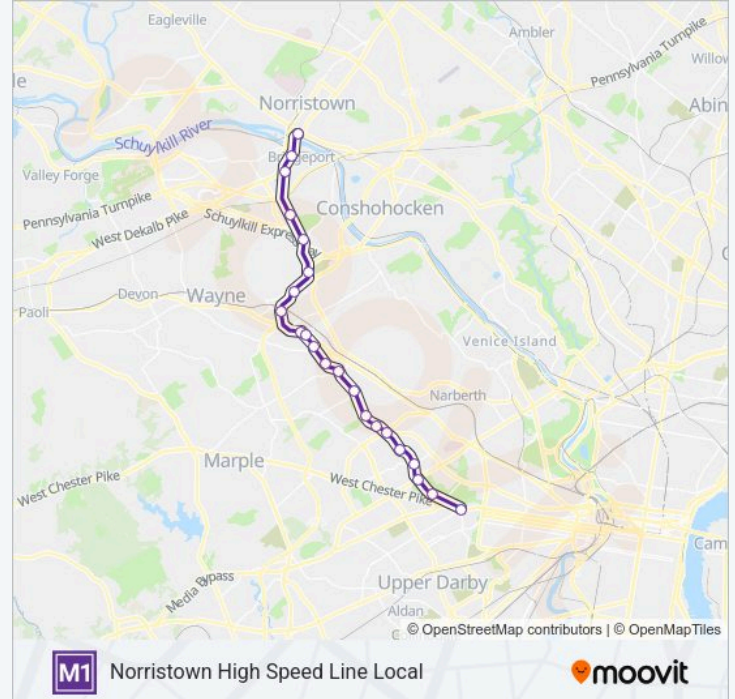 Eagleville
Ambler
Pennsylvania Turnpike
Willow
Norristown
Abin
Schuylkill River
Bridgeport
Valley Forge
Conshohocken
Pennsylvania Turnpike
West Dekalb Pike
Schuylkill Express
Devon
Wayne
Paoli
Venice Island
Narberth
Marple
West Chester Pike
West Chester Pike
Cam
Media Bypass
Upper Darby
Aldan
© OpenStreetMap contributors | © OpenMapTiles
M1 Norristown High Speed Line Local
moovit